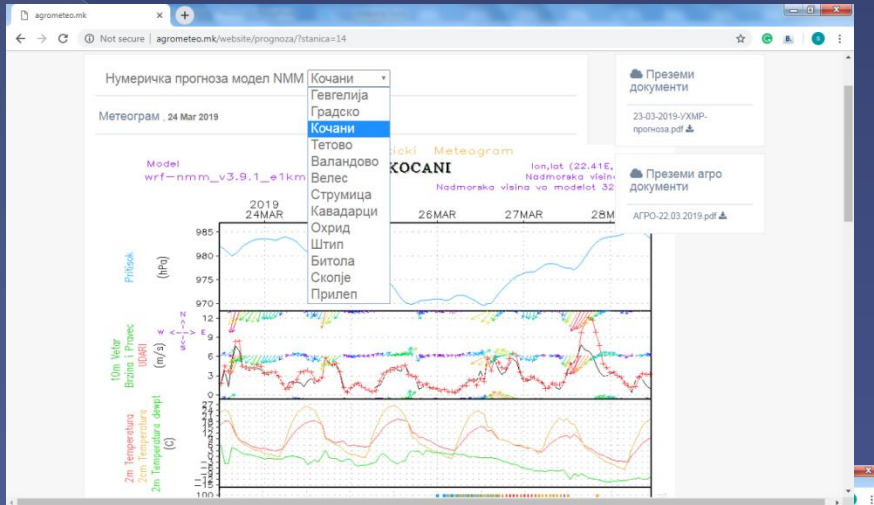 agrometeo.mk
Not secure | agrometeo.mk/website/prognoza/?stanica=14
Нумеричка прогноза модел NMM Кочани
Гевгелија
Градско
Кочани
Тетово
Валандово
Велес
Струмица
Кавадарци
Охрид
Штип
Битола
Скопје
Прилеп
Метеограм , 24 Mar 2019
Meteogram
Model
wrf-nmm_v3.9.1_e1km
KOCANI
lon,lat (22.41E,
Nadmorska visina
Nadmorska visina vo modelot 32
2019
24MAR
26MAR
27MAR
28M
Pritisok
(hPa)
985
980
975
970
10m Vetar
Brzina i Pravec
UDARI
(m/s)
N
W <--|--> E
S
12
9
6
3
0
2m Temperatura
2cm Temperatura
2m Temperatura dewpt
(C)
27
100
Преземи
документи
23-03-2019-УХМР-
прогноза.pdf
Преземи агро
документи
АГРО-22.03.2019.pdf